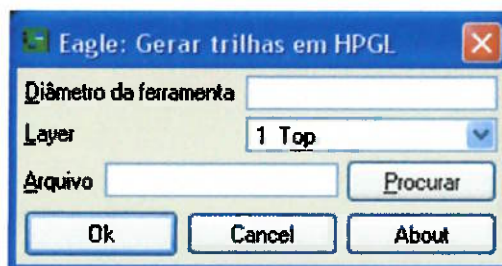 Eagle: Gerar trilhas em HPGL
Diâmetro da ferramenta
Layer 1 Top
Arquivo Procurar
Ok Cancel About